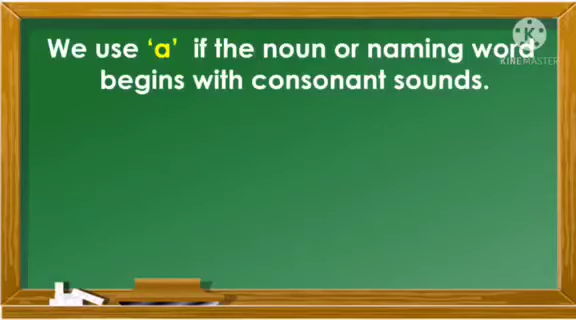 We use ‘a’ if the noun or naming word
begins with consonant sounds.
K
KINEMASTER